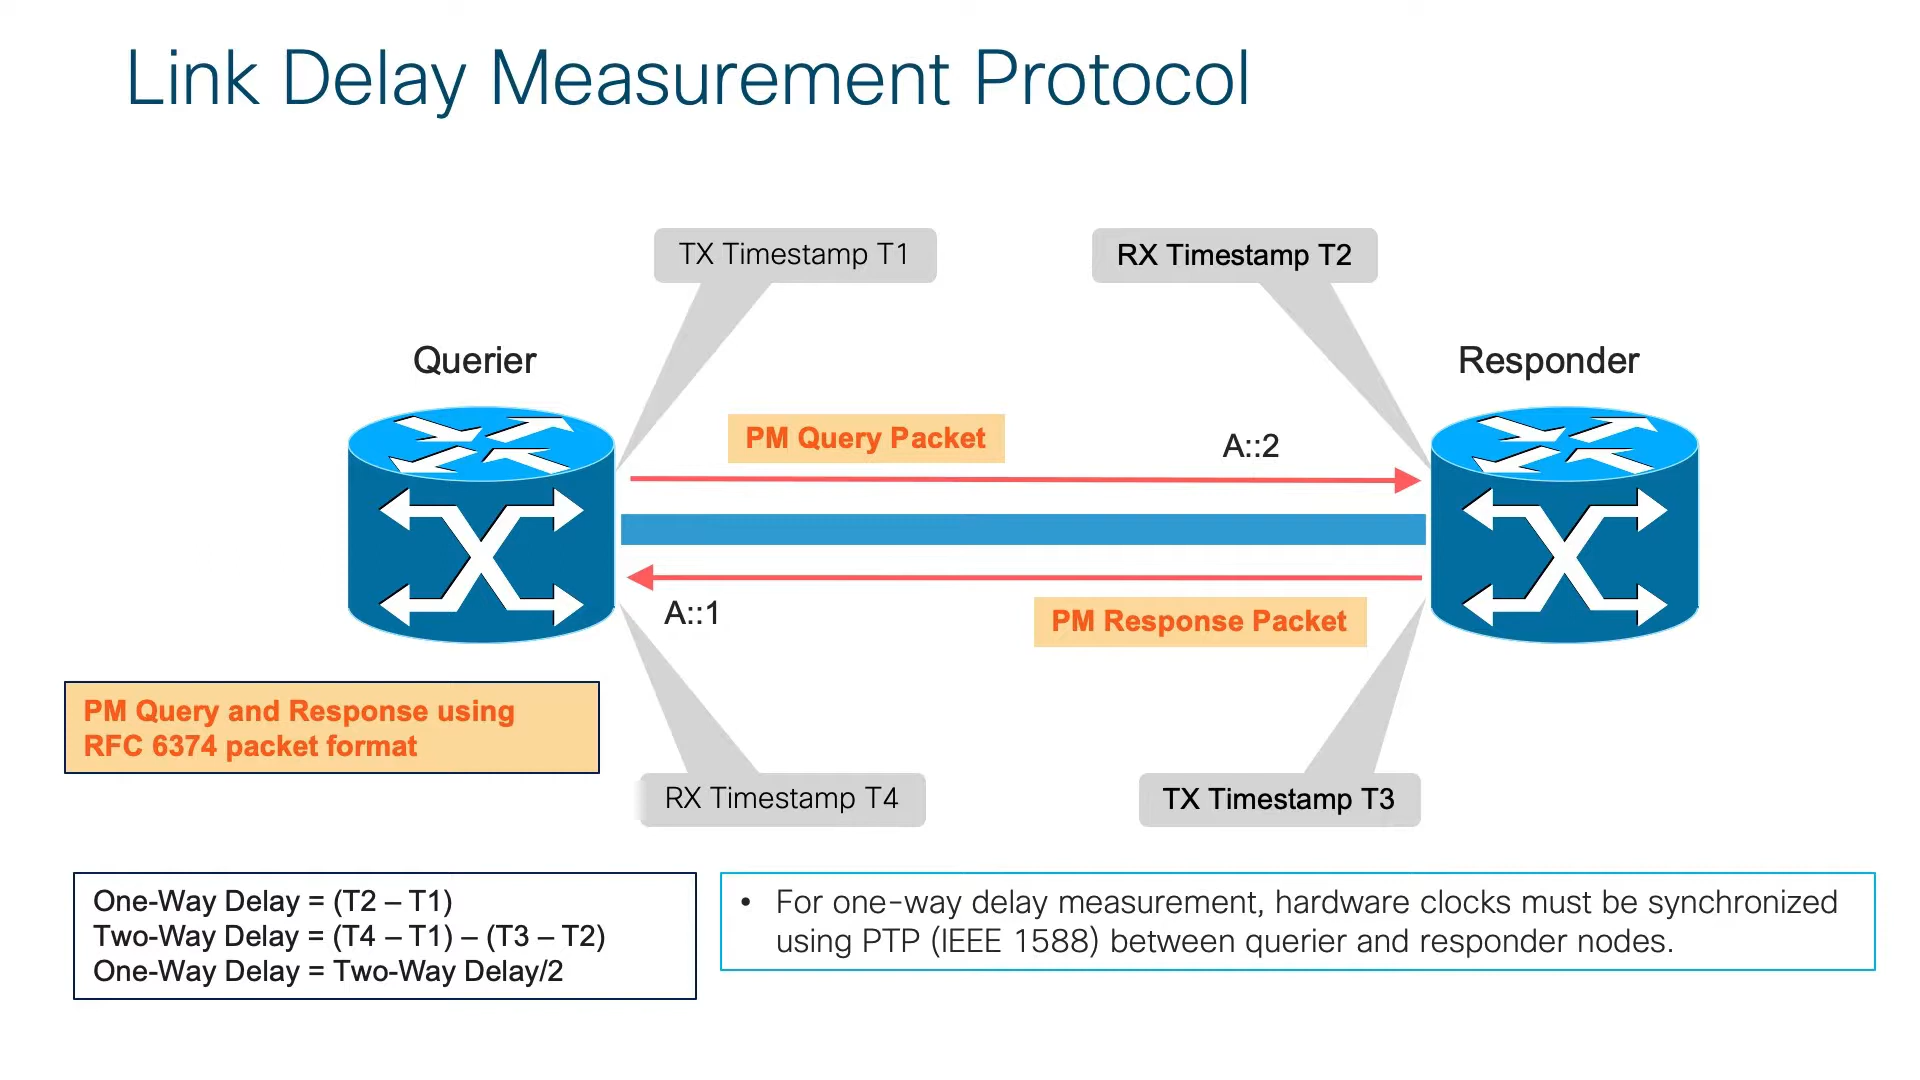 Link Delay Measurement Protocol
TX Timestamp T1
RX Timestamp T2
Querier
Responder
PM Query Packet
A::2
A::1
PM Response Packet
PM Query and Response using
RFC 6374 packet format
RX Timestamp T4
TX Timestamp T3
One-Way Delay = (T2 – T1)
Two-Way Delay = (T4 – T1) – (T3 – T2)
One-Way Delay = Two-Way Delay/2
• For one-way delay measurement, hardware clocks must be synchronized
using PTP (IEEE 1588) between querier and responder nodes.